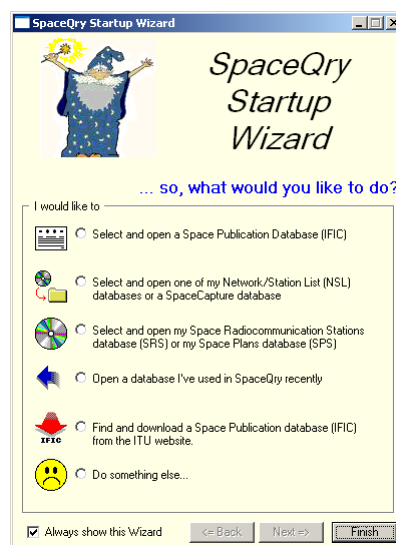 SpaceQry Startup Wizard
SpaceQry
Startup
Wizard
... so, what would you like to do?
I would like to
Select and open a Space Publication Database (IFIC)
Select and open one of my Network/Station List (NSL)
databases or a SpaceCapture database
Select and open my Space Radiocommunication Stations
database (SRS) or my Space Plans database (SPS)
Open a database I've used in SpaceQry recently
IFIC
Find and download a Space Publication database (IFIC)
from the ITU website.
Do something else...
Always show this Wizard
<= Back
Next =>
Finish